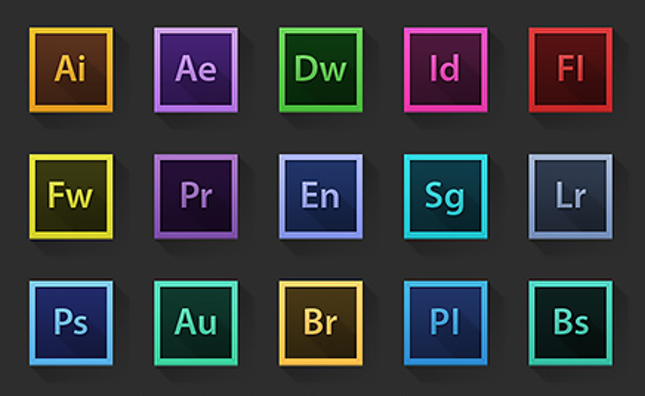 Ai Ae Dw Id Fl
Fw Pr En Sg Lr
Ps Au Br Pl Bs